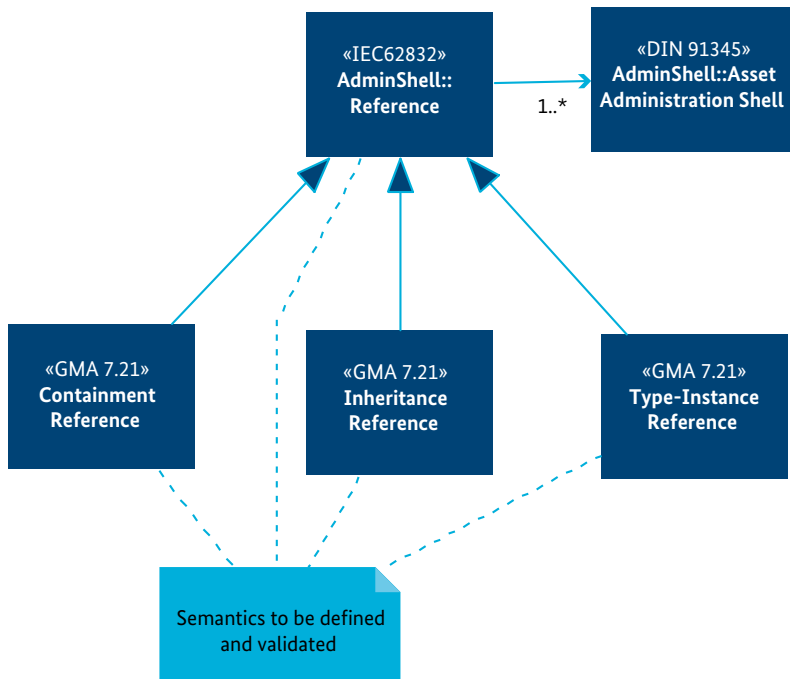 «IEC62832»
AdminShell::
Reference
«DIN 91345»
AdminShell::Asset
Administration Shell
1..*
«GMA 7.21»
Containment
Reference
«GMA 7.21»
Inheritance
Reference
«GMA 7.21»
Type-Instance
Reference
Semantics to be defined
and validated